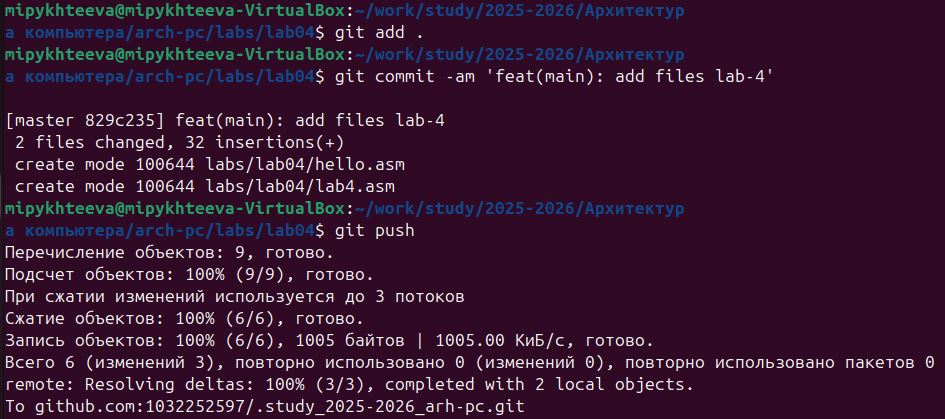 mipykhteeva@mipykhteeva-VirtualBox:~/work/study/2025-2026/Архитектур
а компьютера/arch-pc/labs/lab04$ git add .
mipykhteeva@mipykhteeva-VirtualBox:~/work/study/2025-2026/Архитектур
а компьютера/arch-pc/labs/lab04$ git commit -am 'feat(main): add files lab-4'
[master 829c235] feat(main): add files lab-4
 2 files changed, 32 insertions(+)
 create mode 100644 labs/lab04/hello.asm
 create mode 100644 labs/lab04/lab4.asm
mipykhteeva@mipykhteeva-VirtualBox:~/work/study/2025-2026/Архитектур
а компьютера/arch-pc/labs/lab04$ git push
Перечисление объектов: 9, готово.
Подсчет объектов: 100% (9/9), готово.
При сжатии изменений используется до 3 потоков
Сжатие объектов: 100% (6/6), готово.
Запись объектов: 100% (6/6), 1005 байтов | 1005.00 КиБ/с, готово.
Всего 6 (изменений 3), повторно использовано 0 (изменений 0), повторно использовано пакетов 0
remote: Resolving deltas: 100% (3/3), completed with 2 local objects.
To github.com:1032252597/.study_2025-2026_arh-pc.git